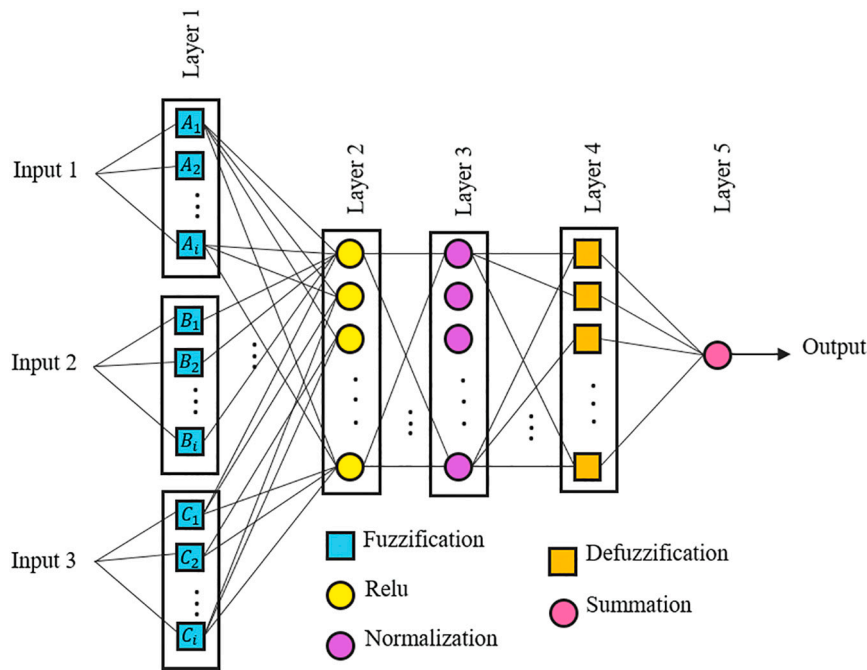 Layer 1
Layer 2
Layer 3
Layer 4
Layer 5
Input 1
A₁
A₂
Aᵢ
Input 2
B₁
B₂
Bᵢ
Input 3
C₁
C₂
Cᵢ
Output
Fuzzification
Relu
Normalization
Defuzzification
Summation